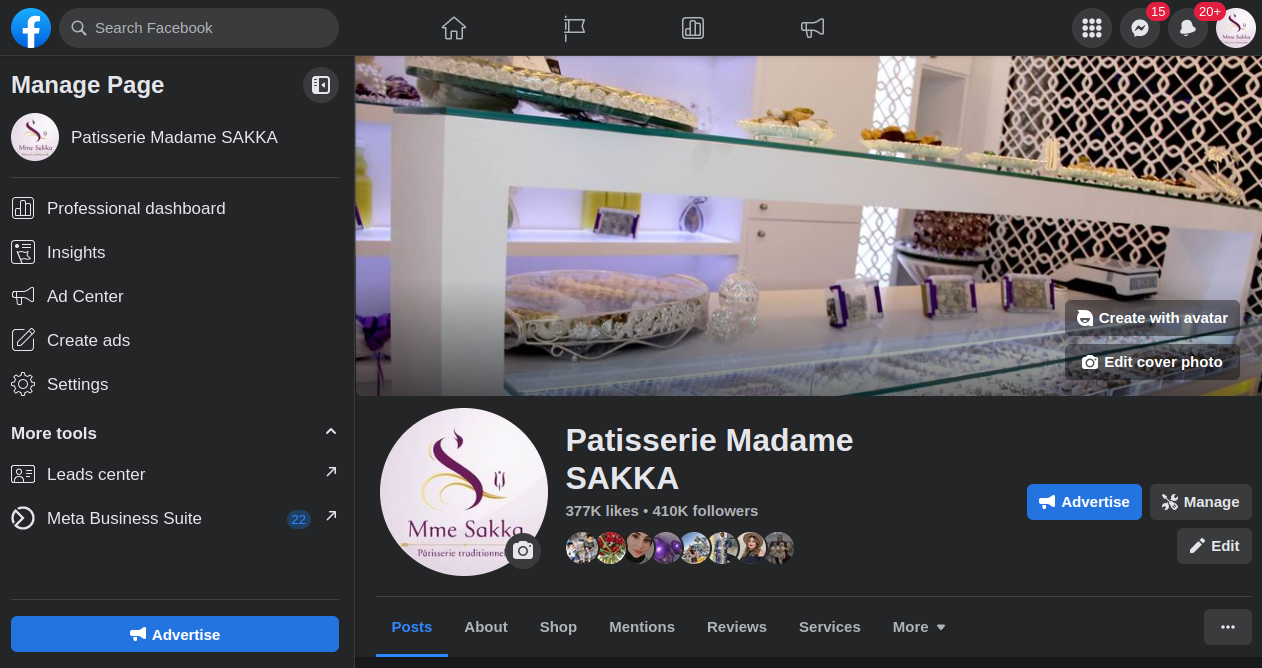 Search Facebook
15
20+
Manage Page
Patisserie Madame SAKKA
Professional dashboard
Insights
Ad Center
Create ads
Settings
More tools
Leads center
Meta Business Suite
22
Advertise
Create with avatar
Edit cover photo
Mme Sakka
Pâtisserie traditionnel
Patisserie Madame
SAKKA
377K likes • 410K followers
Advertise
Manage
Edit
Posts
About
Shop
Mentions
Reviews
Services
More